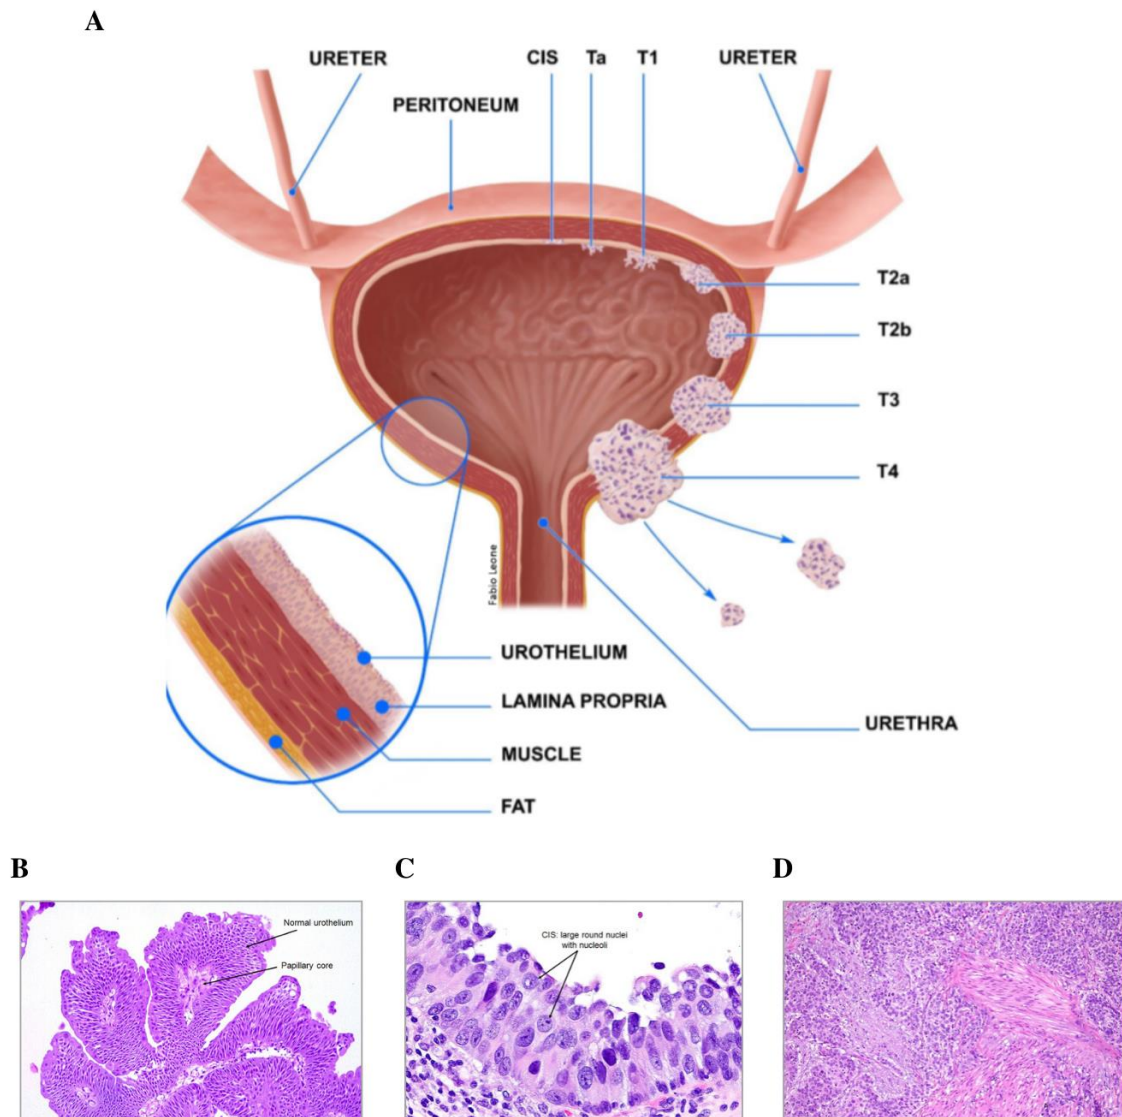 A
URETER
CIS
Ta
T1
URETER
PERITONEUM
T2a
T2b
T3
T4
Fabio Leone
UROTHELIUM
LAMINA PROPRIA
URETHRA
MUSCLE
FAT
B
C
D
Normal urothelium
Papillary core
CIS: large round nuclei
with nucleoli